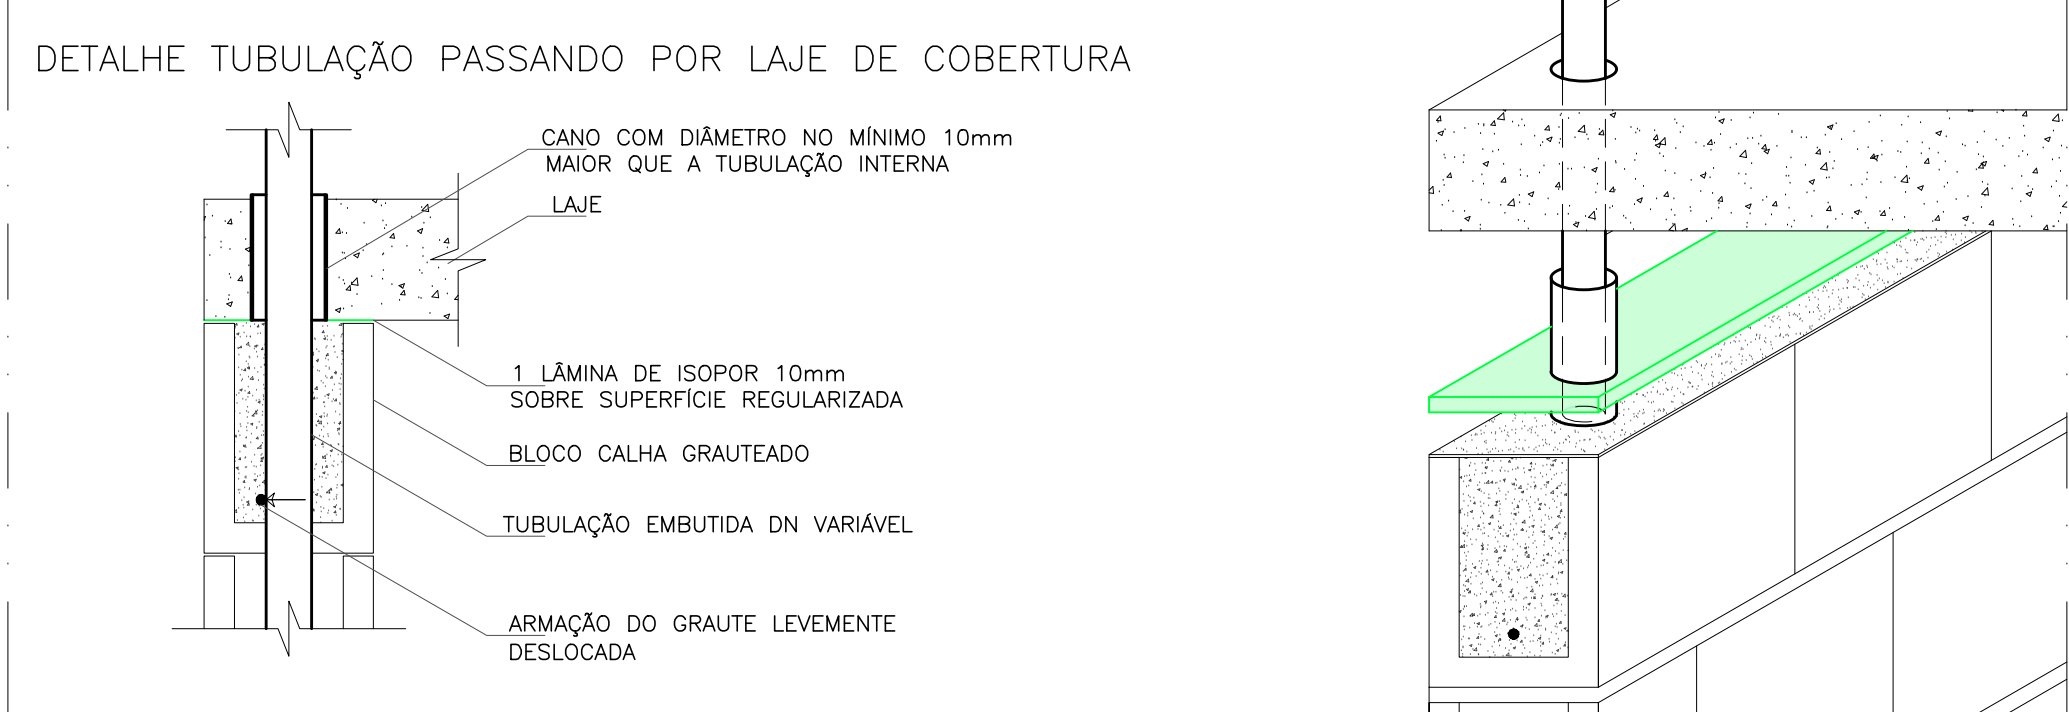 DETALHE TUBULAÇÃO PASSANDO POR LAJE DE COBERTURA
CANO COM DIÂMETRO NO MÍNIMO 10mm
MAIOR QUE A TUBULAÇÃO INTERNA
LAJE
1 LÂMINA DE ISOPOR 10mm
SOBRE SUPERFÍCIE REGULARIZADA
BLOCO CALHA GRAUTEADO
TUBULAÇÃO EMBUTIDA DN VARIÁVEL
ARMAÇÃO DO GRAUTE LEVEMENTE
DESLOCADA